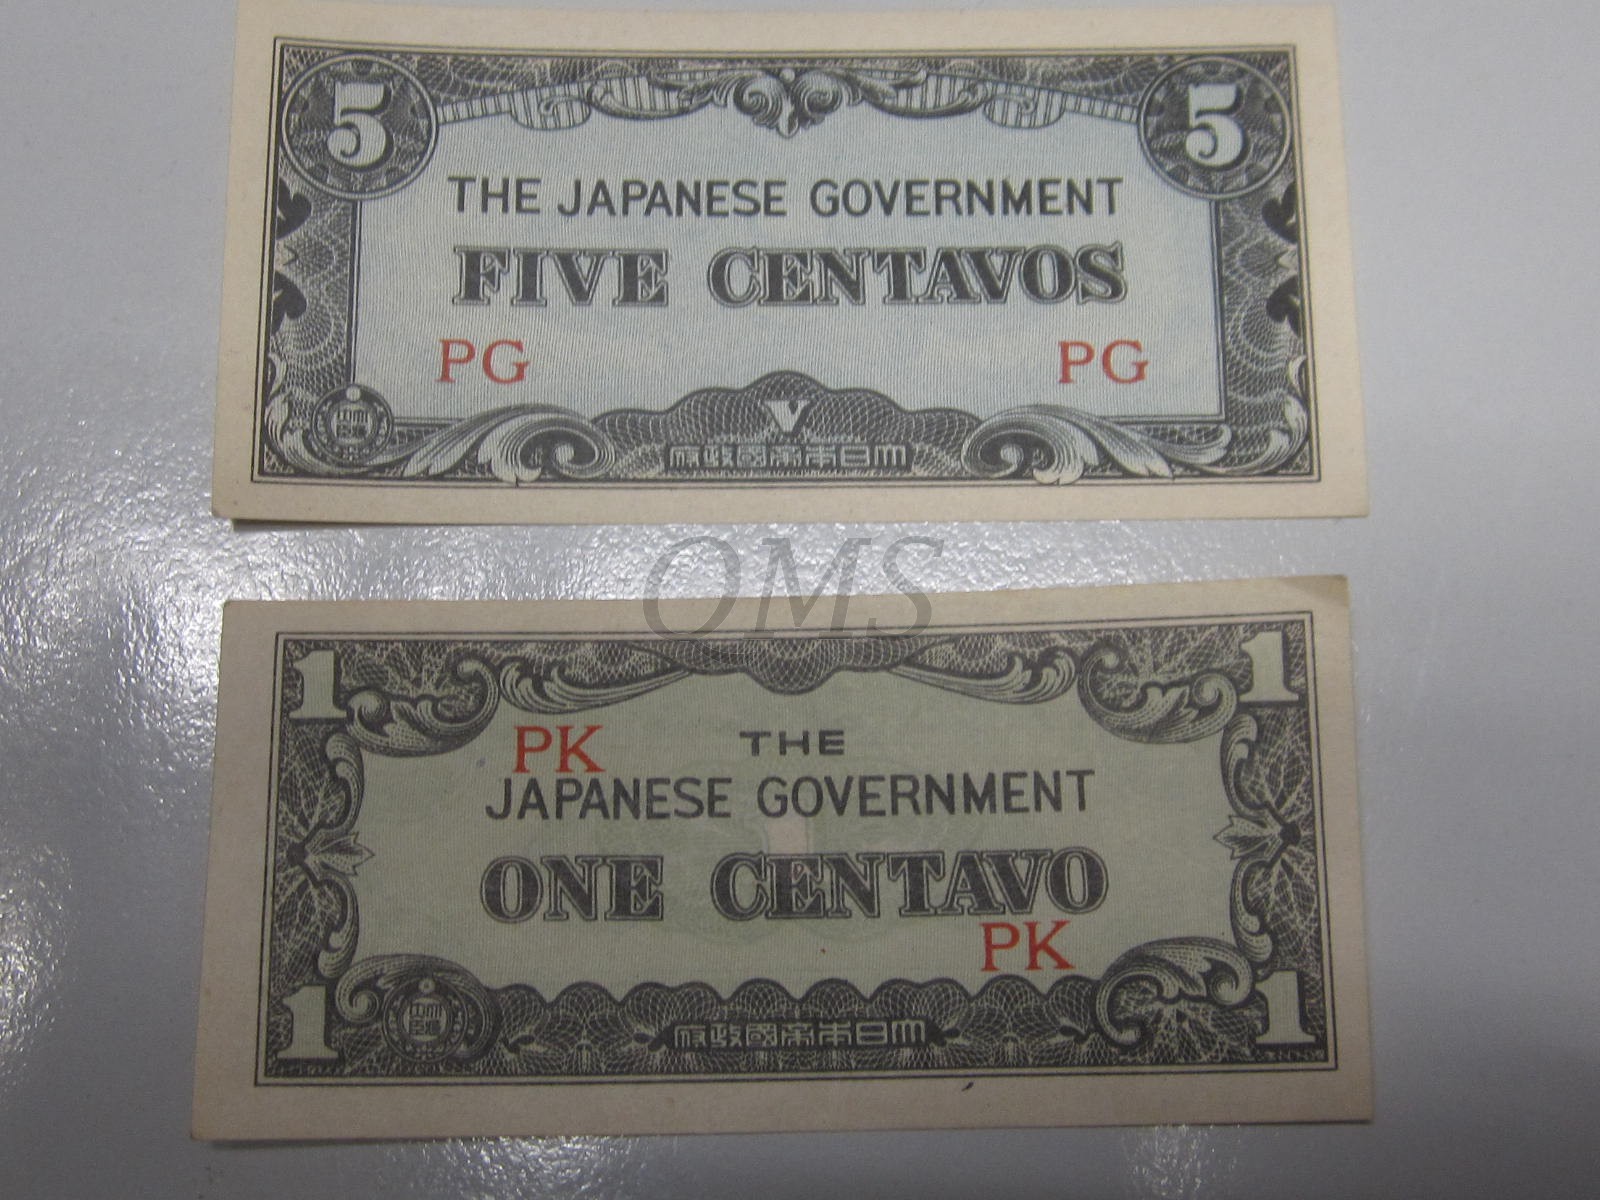 5 5
THE JAPANESE GOVERNMENT
FIVE CENTAVOS
PG PG
V
府政國帝本日大
OMS
1 1
PK THE
JAPANESE GOVERNMENT
1
ONE CENTAVO
PK
府政國帝本日大
1 1